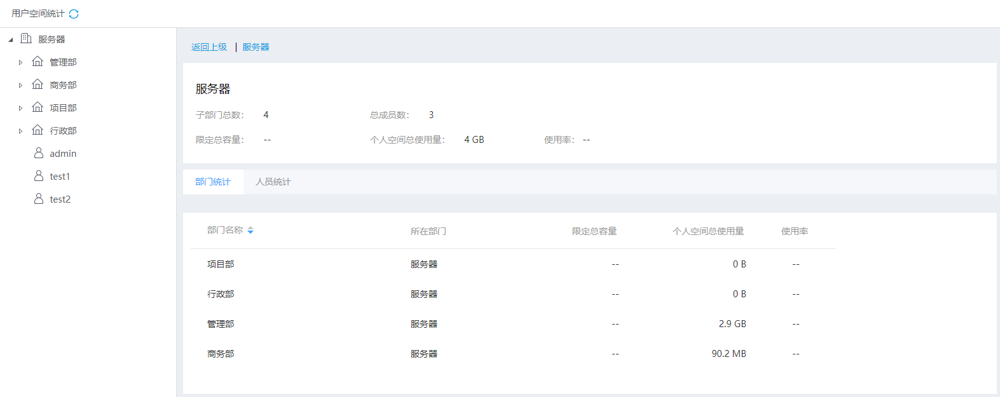 用户空间统计
服务器
管理部
商务部
项目部
行政部
admin
test1
test2
返回上级 | 服务器
服务器
子部门总数： 4 总成员数： 3
限定总容量： -- 个人空间总使用量： 4 GB 使用率： --
部门统计 人员统计
部门名称 所在部门 限定总容量 个人空间总使用量 使用率
项目部 服务器 -- 0 B --
行政部 服务器 -- 0 B --
管理部 服务器 -- 2.9 GB --
商务部 服务器 -- 90.2 MB --